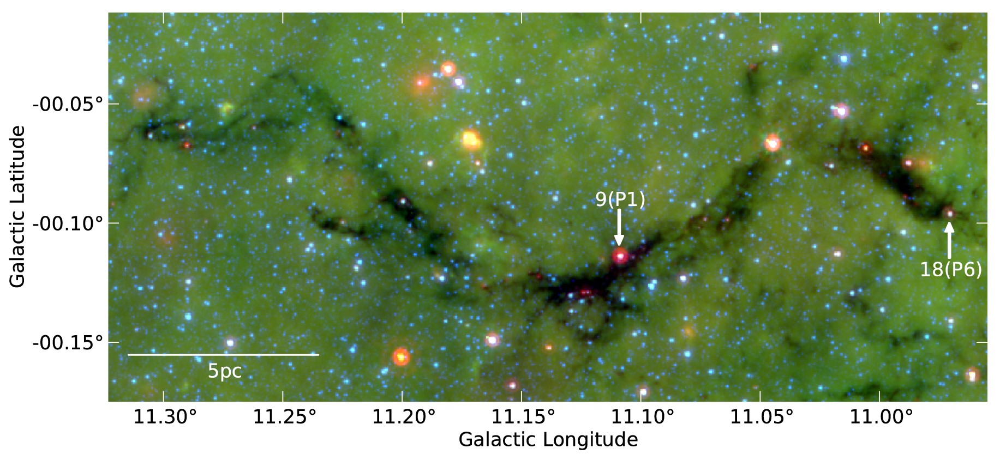 Galactic Latitude
-00.05°
-00.10°
-00.15°
9(P1)
18(P6)
5pc
11.30°
11.25°
11.20°
11.15°
11.10°
11.05°
11.00°
Galactic Longitude